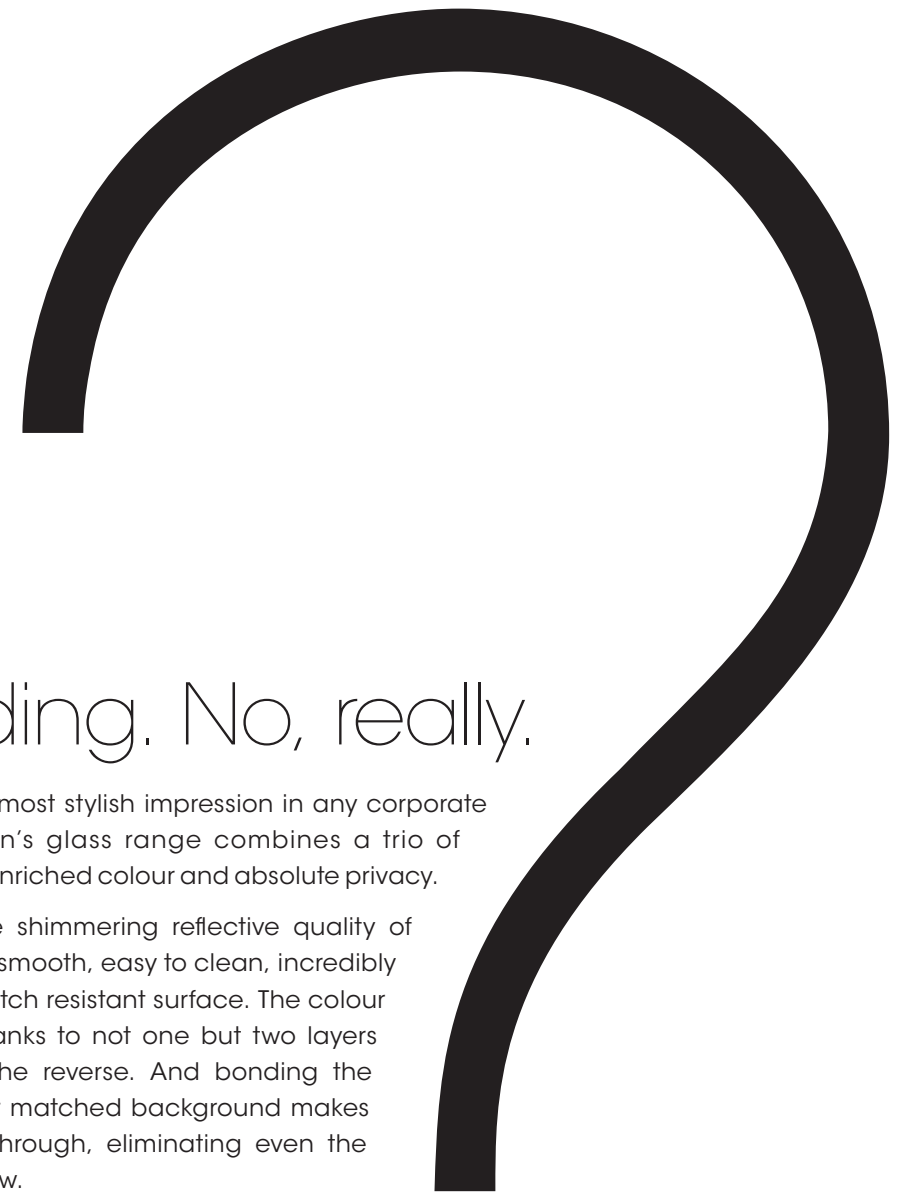 ding. No, really.
most stylish impression in any corporate
n's glass range combines a trio of
nriched colour and absolute privacy.
e shimmering reflective quality of
smooth, easy to clean, incredibly
tch resistant surface. The colour
anks to not one but two layers
he reverse. And bonding the
matched background makes
hrough, eliminating even the
w.